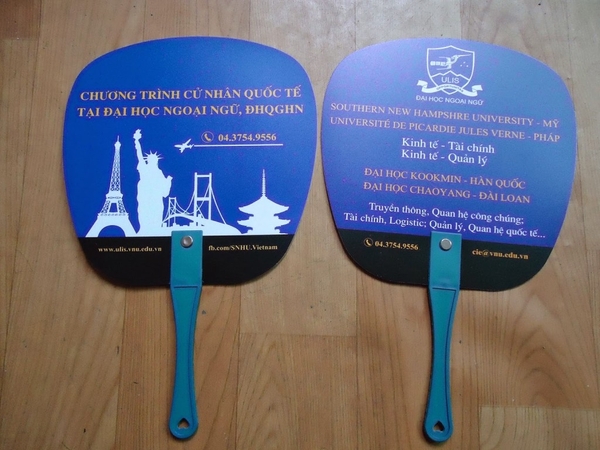 CHƯƠNG TRÌNH CỬ NHÂN QUỐC TẾ
TẠI ĐẠI HỌC NGOẠI NGỮ, ĐHQGHN
04.3754.9556
www.ulis.vnu.edu.vn
fb.com/SNHU.Vietnam
ULIS
ĐẠI HỌC NGOẠI NGỮ
SOUTHERN NEW HAMPSHRE UNIVERSITY - MỸ
UNIVERSITÉ DE PICARDIE JULES VERNE - PHÁP
Kinh tế - Tài chính
Kinh tế - Quản lý
ĐẠI HỌC KOOKMIN - HÀN QUỐC
ĐẠI HỌC CHAOYANG - ĐÀI LOAN
Truyền thông, Quan hệ công chúng;
Tài chính, Logistic; Quản lý, Quan hệ quốc tế...
04.3754.9556
cie@vnu.edu.vn